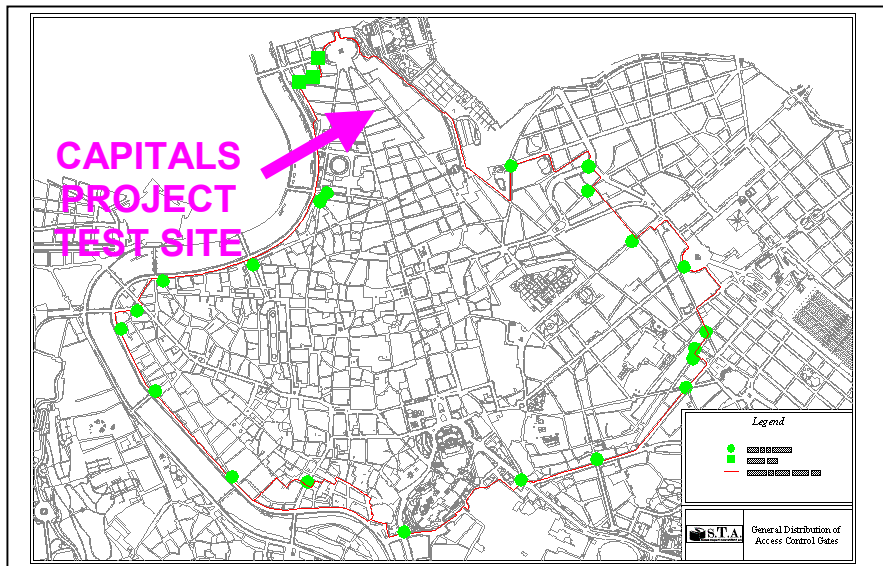 CAPITALS
PROJECT
TEST SITE
Legend
S.T.A.
General Distribution of
Access Control Gates